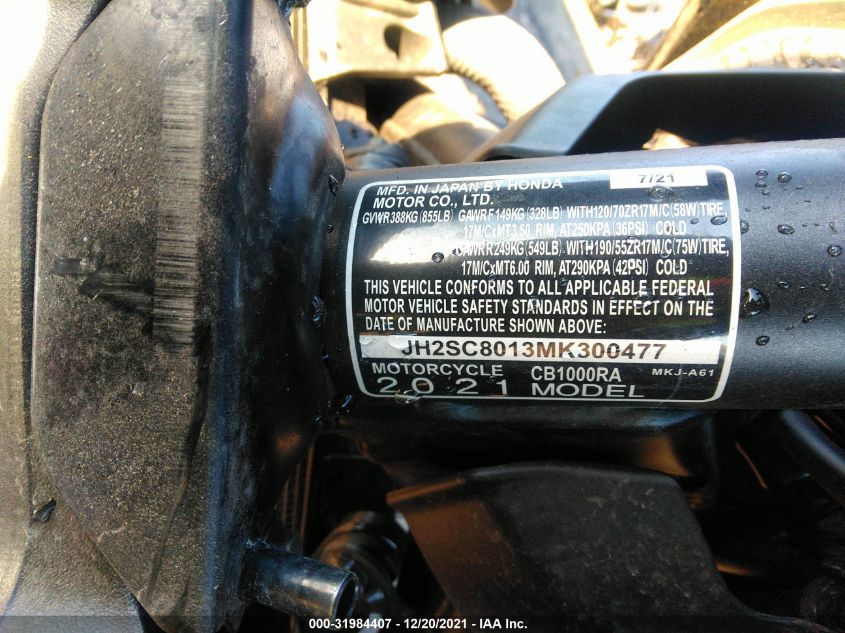 7/21
MFD. IN JAPAN BY HONDA
MOTOR CO., LTD.
GVWR388KG (855LB) GAWRF149KG (328LB) WITH120/70ZR17M/C(58W)TIRE,
17M/CxMT3.50 RIM, AT250KPA (36PSI) COLD
GAWRR249KG(549LB) WITH190/55ZR17M/C(75W)TIRE,
17M/CxMT6.00 RIM, AT290KPA (42PSI) COLD
THIS VEHICLE CONFORMS TO ALL APPLICABLE FEDERAL
MOTOR VEHICLE SAFETY STANDARDS IN EFFECT ON THE
DATE OF MANUFACTURE SHOWN ABOVE:
JH2SC8013MK300477
MOTORCYCLE CB1000RA MKJ-A61
2021 MODEL
000-31984407 - 12/20/2021 - IAA Inc.